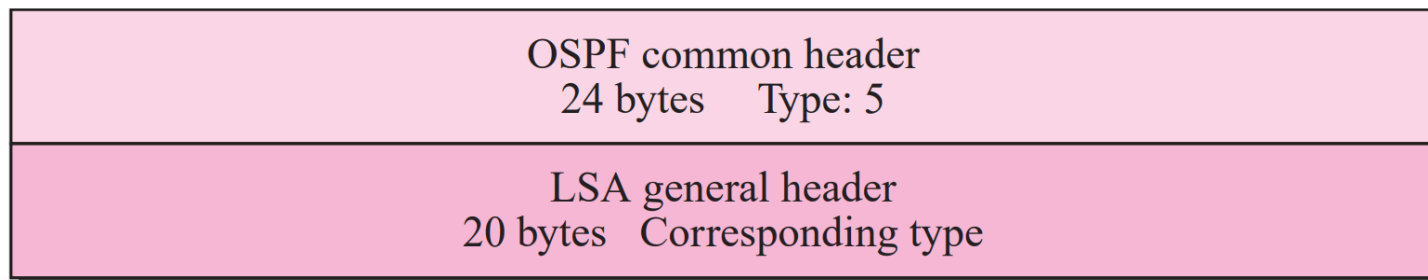 OSPF common header
24 bytes Type: 5
LSA general header
20 bytes Corresponding type